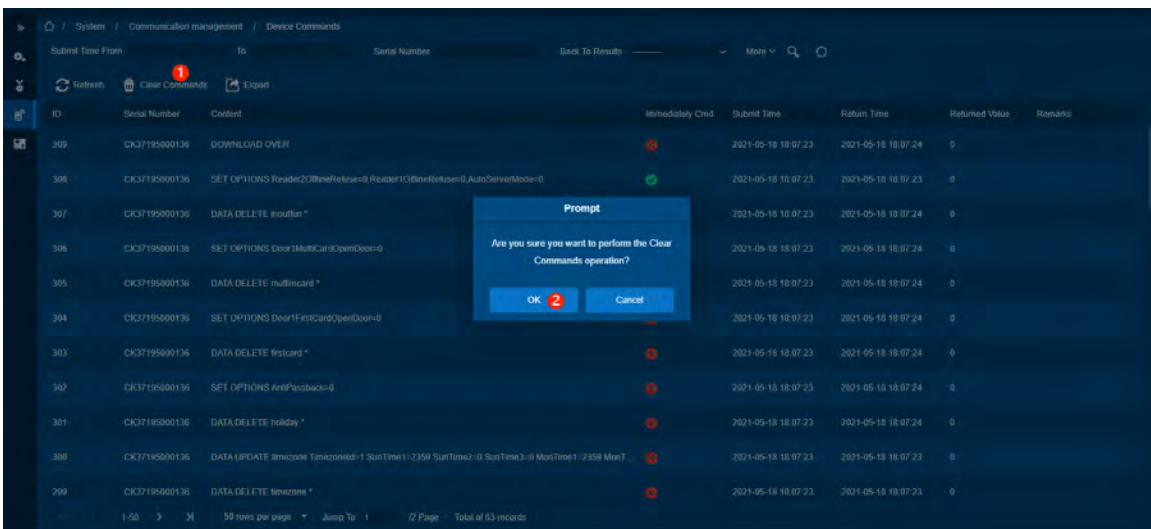 / System / Communication management / Device Commands
Submit Time From To Serial Number Back To Results -------- More
1
Refresh Clear Commands Export
ID Serial Number Content Immediately Cmd Submit Time Return Time Returned Value Remarks
309 CK37195000136 DOWNLOAD OVER 2021-05-18 18:07:23 2021-05-18 18:07:24 0
308 CK37195000136 SET OPTIONS Reader2OfflineRefuse=0,Reader1OfflineRefuse=0,AutoServerMode=0 2021-05-18 18:07:23 2021-05-18 18:07:24 0
307 CK37195000136 DATA DELETE inoutfun * 2021-05-18 18:07:23 2021-05-18 18:07:24 0
306 CK37195000136 SET OPTIONS Door1MultiCardOpenDoor=0 2021-05-18 18:07:23 2021-05-18 18:07:24 0
305 CK37195000136 DATA DELETE multimcard * 2021-05-18 18:07:23 2021-05-18 18:07:24 0
304 CK37195000136 SET OPTIONS Door1FirstCardOpenDoor=0 2021-05-18 18:07:23 2021-05-18 18:07:24 0
303 CK37195000136 DATA DELETE firstcard * 2021-05-18 18:07:23 2021-05-18 18:07:24 0
302 CK37195000136 SET OPTIONS AntiPassback=0 2021-05-18 18:07:23 2021-05-18 18:07:24 0
301 CK37195000136 DATA DELETE holiday * 2021-05-18 18:07:23 2021-05-18 18:07:24 0
300 CK37195000136 DATA UPDATE timezone TimezoneId=1 SunTime1=2359 SunTime2=0 SunTime3=0 MonTime1=2359 MonT... 2021-05-18 18:07:23 2021-05-18 18:07:24 0
299 CK37195000136 DATA DELETE timezone * 2021-05-18 18:07:23 2021-05-18 18:07:24 0
1-50 50 rows per page Jump To 1 /2 Page Total of 63 records
Prompt
Are you sure you want to perform the Clear
Commands operation?
OK 2 Cancel